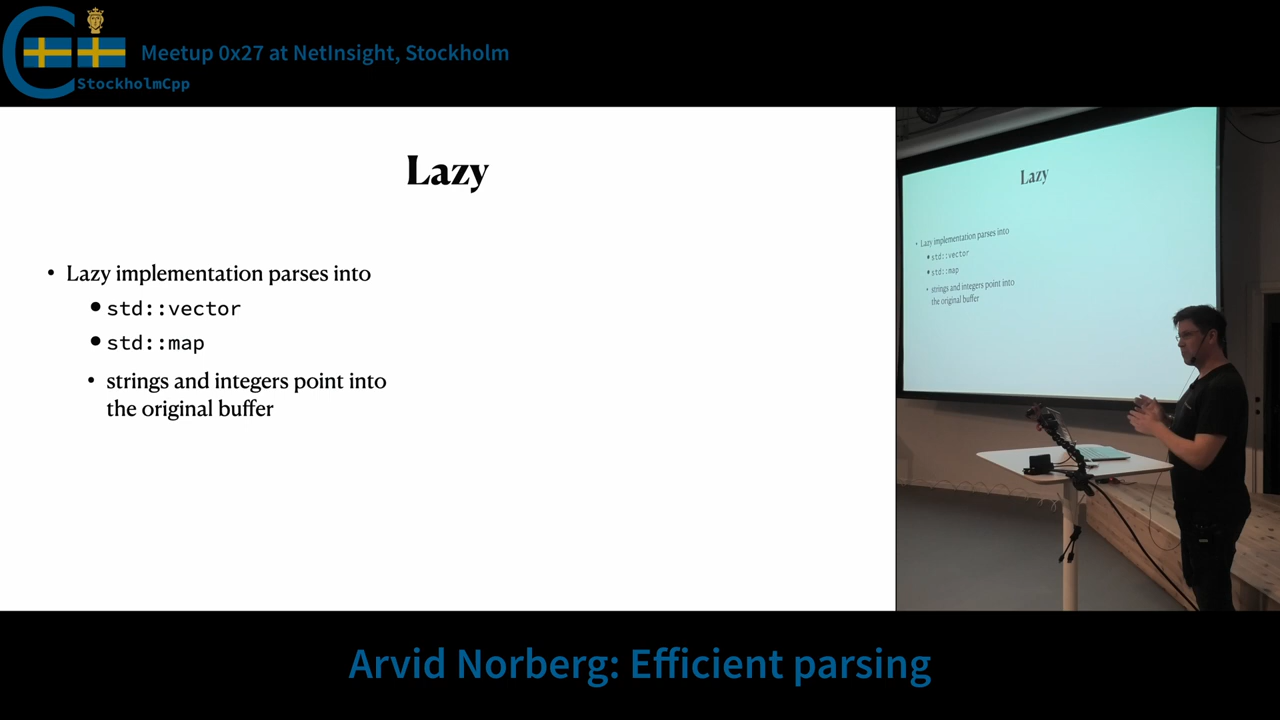 Meetup 0x27 at NetInsight, Stockholm
StockholmCpp
Lazy
• Lazy implementation parses into
• std::vector
• std::map
• strings and integers point into
the original buffer
Lazy
• Lazy implementation parses into
• std::vector
• std::map
• strings and integers point into
the original buffer
Arvid Norberg: Efficient parsing